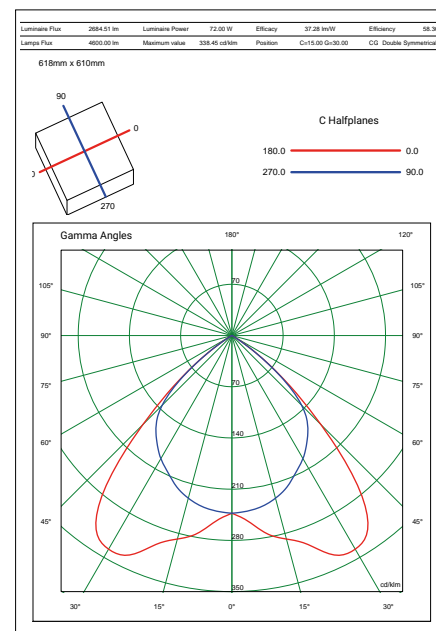 Luminaire Flux 2684.51 lm Luminaire Power 72.00 W Efficacy 37.28 lm/W Efficiency
Lamps Flux 4600.00 lm Maximum value 338.45 cd/klm Position C=15.00 G=30.00 CG Double Symmetrical
618mm x 610mm
90
0
270
C Halfplanes
180.0 0.0
270.0 90.0
Gamma Angles 180° 120°
70
105° 105°
90° 90°
70
75° 75°
140
60° 60°
210
45° 45°
280
cd/klm
350
30° 15° 0° 15° 30°